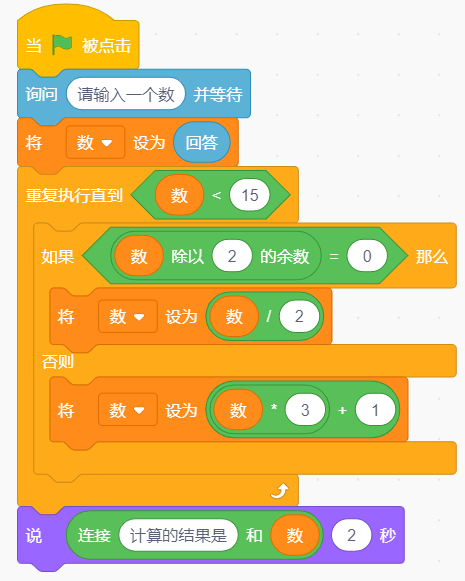 当 被点击
询问 请输入一个数 并等待
将 数 设为 回答
重复执行直到 数 < 15
如果 数 除以 2 的余数 = 0 那么
将 数 设为 数 / 2
否则
将 数 设为 数 * 3 + 1
说 连接 计算的结果是 和 数 2 秒